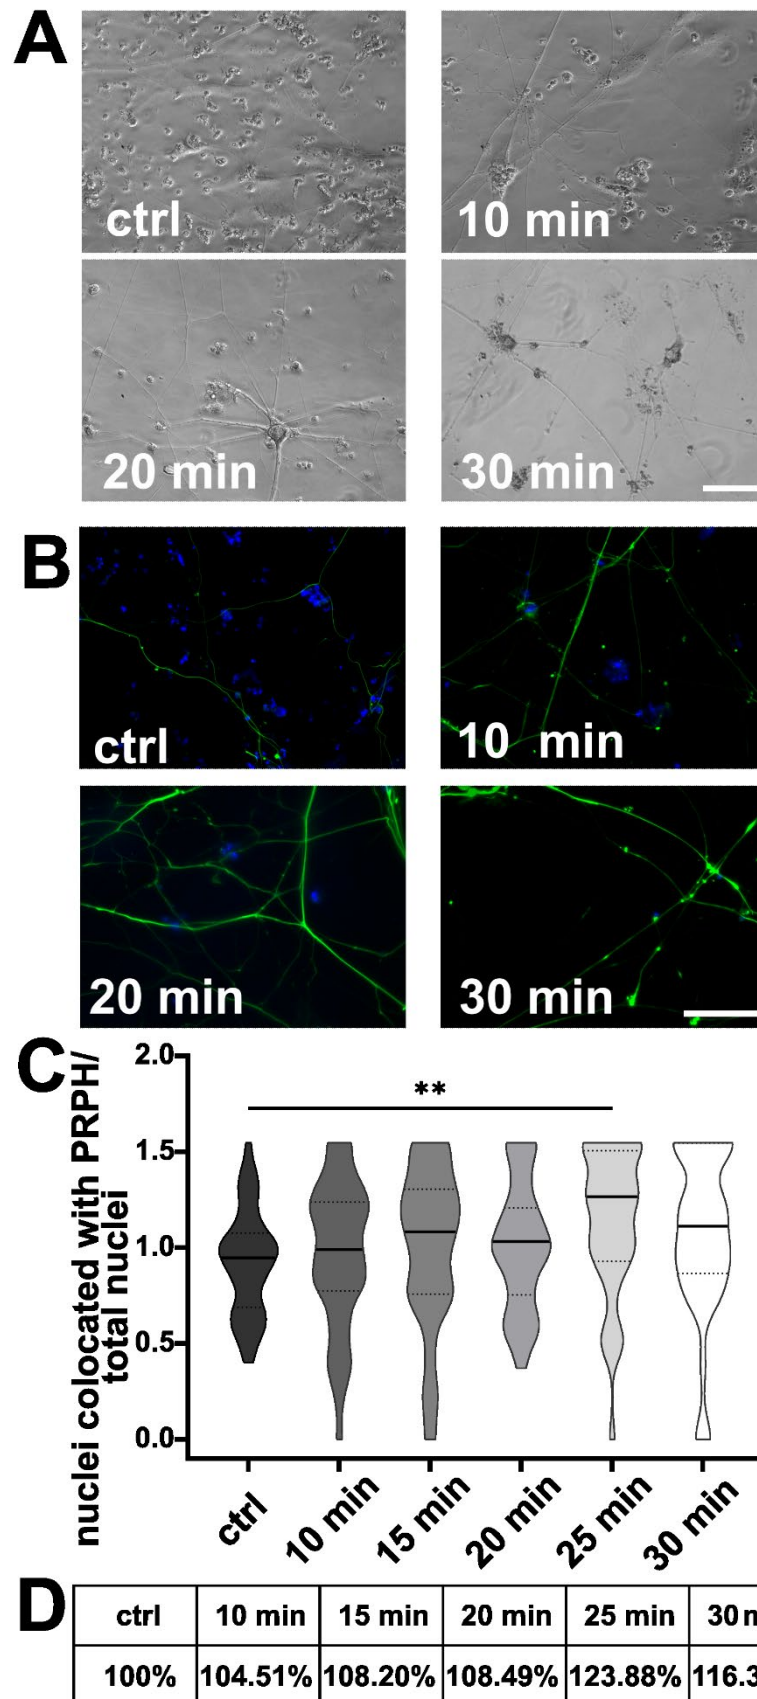 A
ctrl
10 min
20 min
30 min
B
ctrl
10 min
20 min
30 min
C
nuclei colocated with PRPH/
total nuclei
2.0
1.5
1.0
0.5
0.0
**
ctrl
10 min
15 min
20 min
25 min
30 min
D
ctrl 10 min 15 min 20 min 25 min 30 m
100% 104.51% 108.20% 108.49% 123.88% 116.3